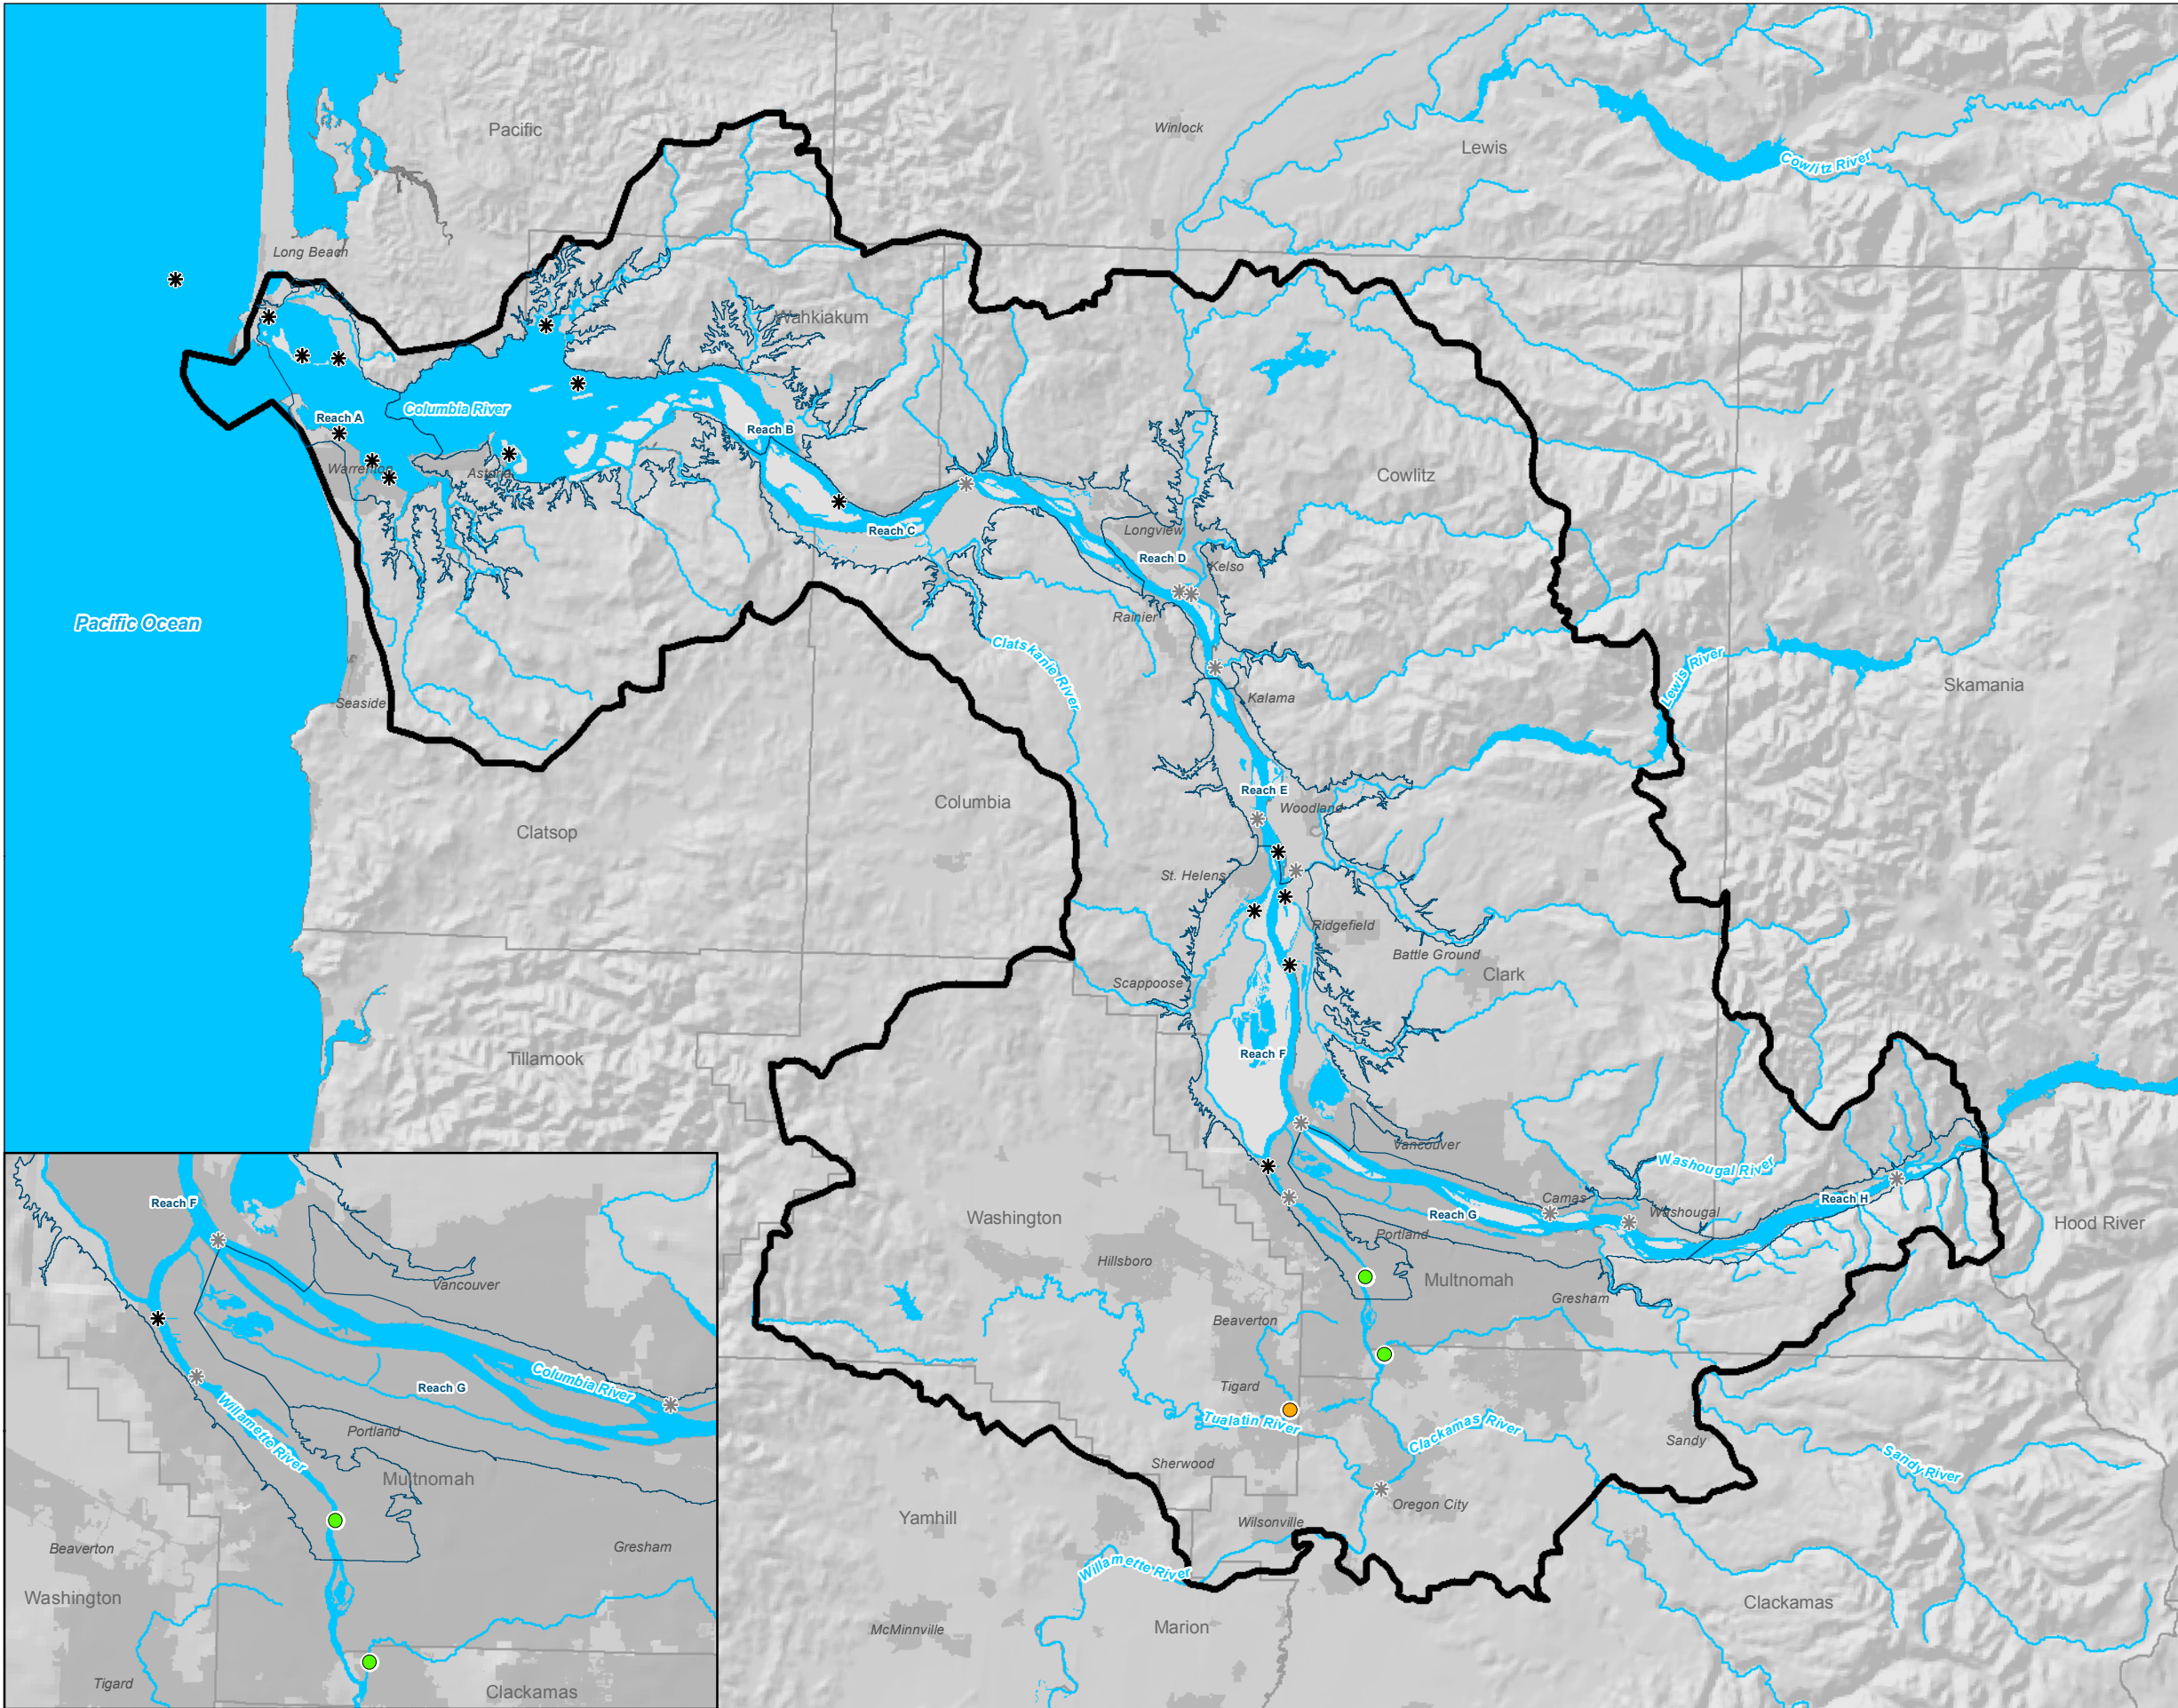 Pacific
Winlock
Lewis
Cowlitz River
Long Beach
Wahkiakum
Columbia River
Reach A
Reach B
Warrenton
Astoria
Cowlitz
Reach C
Longview
Reach D
Kelso
Rainier
Pacific Ocean
Clatskanie River
Lewis River
Skamania
Seaside
Kalama
Reach E
Columbia
Woodland
Clatsop
St. Helens
Ridgefield
Battle Ground
Clark
Scappoose
Reach F
Tillamook
Vancouver
Washougal River
Camas
Reach H
Washougal
Reach G
Washington
Hood River
Portland
Hillsboro
Multnomah
Gresham
Beaverton
Tigard
Tualatin River
Clackamas River
Sandy
Sandy River
Sherwood
Oregon City
Yamhill
Wilsonville
Willamette River
Clackamas
McMinnville
Marion
Reach F
Vancouver
Columbia River
Reach G
Willamette River
Portland
Multnomah
Beaverton
Gresham
Washington
Tigard
Clackamas